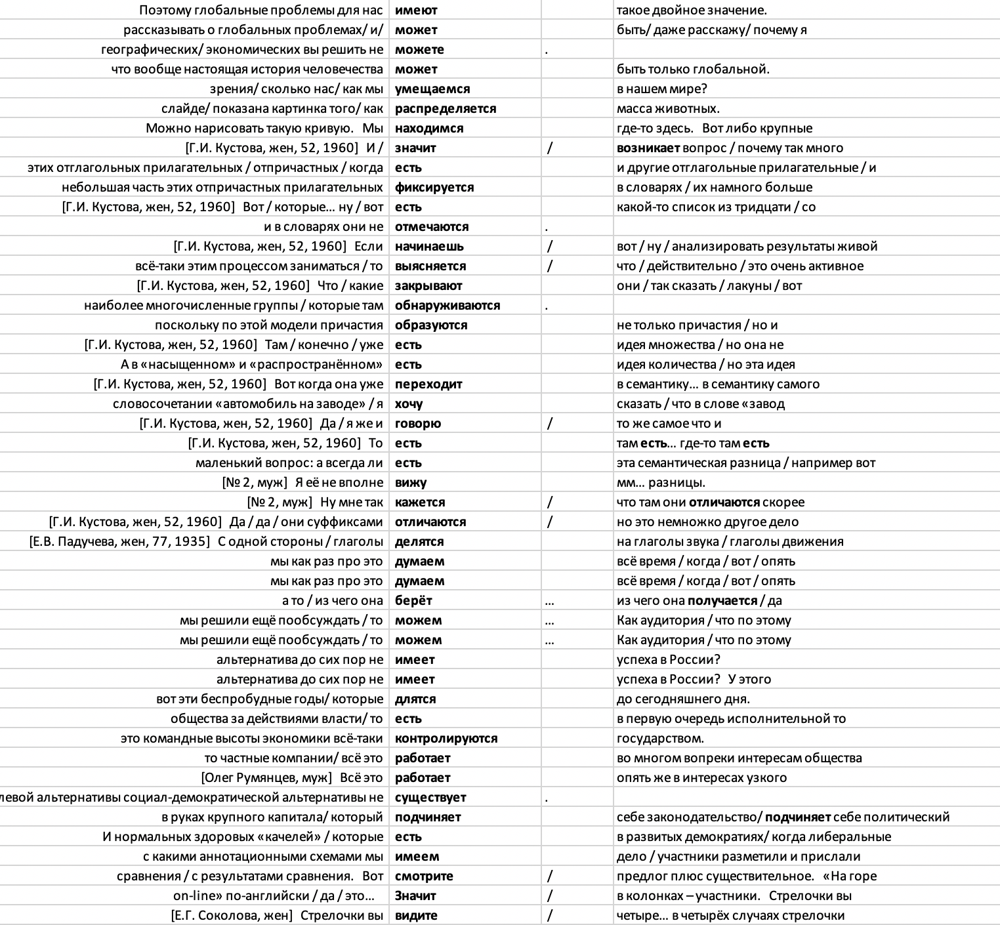 Поэтому глобальные проблемы для нас имеют такое двойное значение.
рассказывать о глобальных проблемах/ и/ может быть/ даже расскажу/ почему я
географических/ экономических вы решить не можете .
что вообще настоящая история человечества может быть только глобальной.
зрения/ сколько нас/ как мы умещаемся в нашем мире?
слайде/ показана картинка того/ как распределяется масса животных.
Можно нарисовать такую кривую. Мы находимся где-то здесь. Вот либо крупные
[Г.И. Кустова, жен, 52, 1960] И / значит / возникает вопрос / почему так много
этих отглагольных прилагательных / отпричастных / когда есть и другие отглагольные прилагательные / и
небольшая часть этих отпричастных прилагательных фиксируется в словарях / их намного больше
[Г.И. Кустова, жен, 52, 1960] Вот / которые... ну / вот есть какой-то список из тридцати / со
и в словарях они не отмечаются .
[Г.И. Кустова, жен, 52, 1960] Если начинаешь / вот / ну / анализировать результаты живой
всё-таки этим процессом заниматься / то выясняется / что / действительно / это очень активное
[Г.И. Кустова, жен, 52, 1960] Что / какие закрывают они / так сказать / лакуны / вот
наиболее многочисленные группы / которые там обнаруживаются .
поскольку по этой модели причастия образуются не только причастия / но и
[Г.И. Кустова, жен, 52, 1960] Там / конечно / уже есть идея множества / но она не
А в «насыщенном» и «распространённом» есть идея количества / но эта идея
[Г.И. Кустова, жен, 52, 1960] Вот когда она уже переходит в семантику... в семантику самого
словосочетании «автомобиль на заводе» / я хочу сказать / что в слове «завод
[Г.И. Кустова, жен, 52, 1960] Да / я же и говорю / то же самое что и
[Г.И. Кустова, жен, 52, 1960] То есть там есть... где-то там есть
маленький вопрос: а всегда ли есть эта семантическая разница / например вот
[№ 2, муж] Я её не вполне вижу мм... разницы.
[№ 2, муж] Ну мне так кажется / что там они отличаются скорее
[Г.И. Кустова, жен, 52, 1960] Да / да / они суффиксами отличаются / но это немножко другое дело
[Е.В. Падучева, жен, 77, 1935] С одной стороны / глаголы делятся на глаголы звука / глаголы движения
мы как раз про это думаем всё время / когда / вот / опять
мы как раз про это думаем всё время / когда / вот / опять
а то / из чего она берёт ... из чего она получается / да
мы решили ещё пообсуждать / то можем ... Как аудитория / что по этому
мы решили ещё пообсуждать / то можем ... Как аудитория / что по этому
альтернатива до сих пор не имеет успеха в России?
альтернатива до сих пор не имеет успеха в России? У этого
вот эти беспробудные годы/ которые длятся до сегодняшнего дня.
общества за действиями власти/ то есть в первую очередь исполнительной то
это командные высоты экономики всё-таки контролируются государством.
то частные компании/ всё это работает во многом вопреки интересам общества
[Олег Румянцев, муж] Всё это работает опять же в интересах узкого
левой альтернативы социал-демократической альтернативы не существует .
в руках крупного капитала/ который подчиняет себе законодательство/ подчиняет себе политический
И нормальных здоровых «качелей» / которые есть в развитых демократиях/ когда либеральные
с какими аннотационными схемами мы имеем дело / участники разметили и прислали
сравнения / с результатами сравнения. Вот смотрите / предлог плюс существительное. «На горе
on-line» по-английски / да / это... Значит / в колонках – участники. Стрелочки вы
[Е.Г. Соколова, жен] Стрелочки вы видите / четыре... в четырёх случаях стрелочки